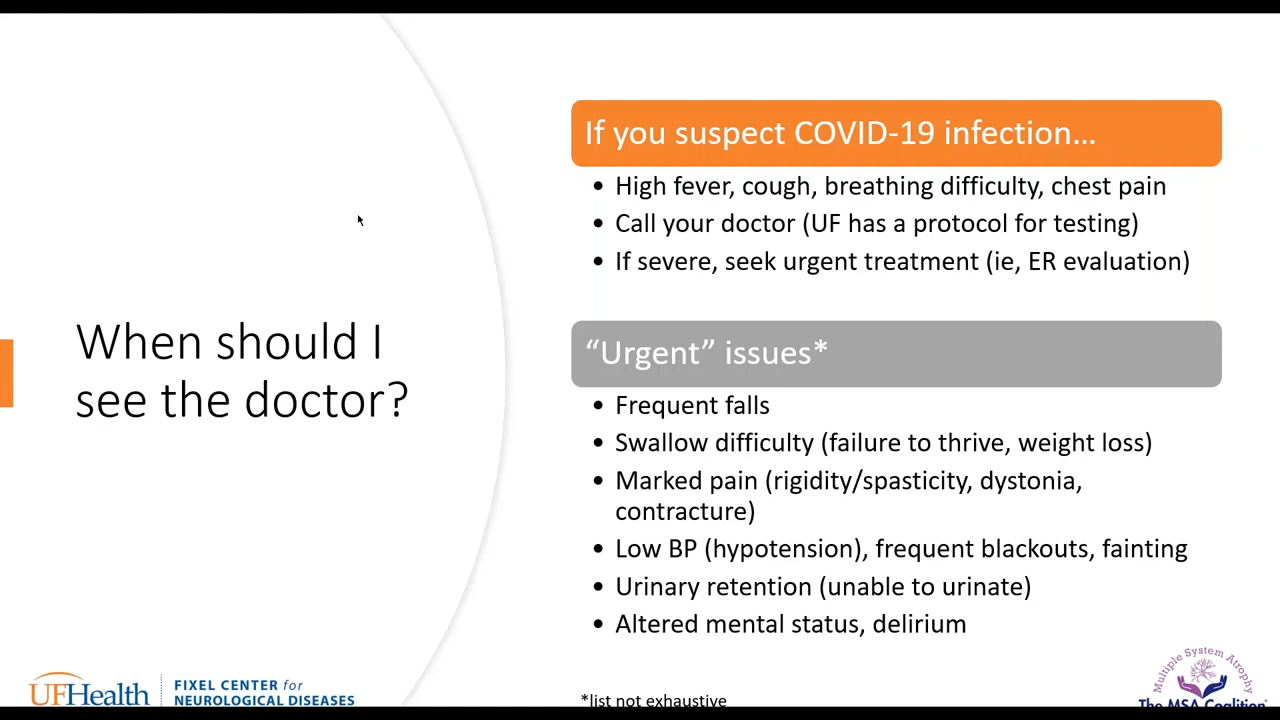 When should I
see the doctor?
If you suspect COVID-19 infection...
• High fever, cough, breathing difficulty, chest pain
• Call your doctor (UF has a protocol for testing)
• If severe, seek urgent treatment (ie, ER evaluation)
“Urgent” issues*
• Frequent falls
• Swallow difficulty (failure to thrive, weight loss)
• Marked pain (rigidity/spasticity, dystonia,
contracture)
• Low BP (hypotension), frequent blackouts, fainting
• Urinary retention (unable to urinate)
• Altered mental status, delirium
*list not exhaustive
UFHealth
FIXEL CENTER for
NEUROLOGICAL DISEASES
Multiple System Atrophy
The MSA Coalition